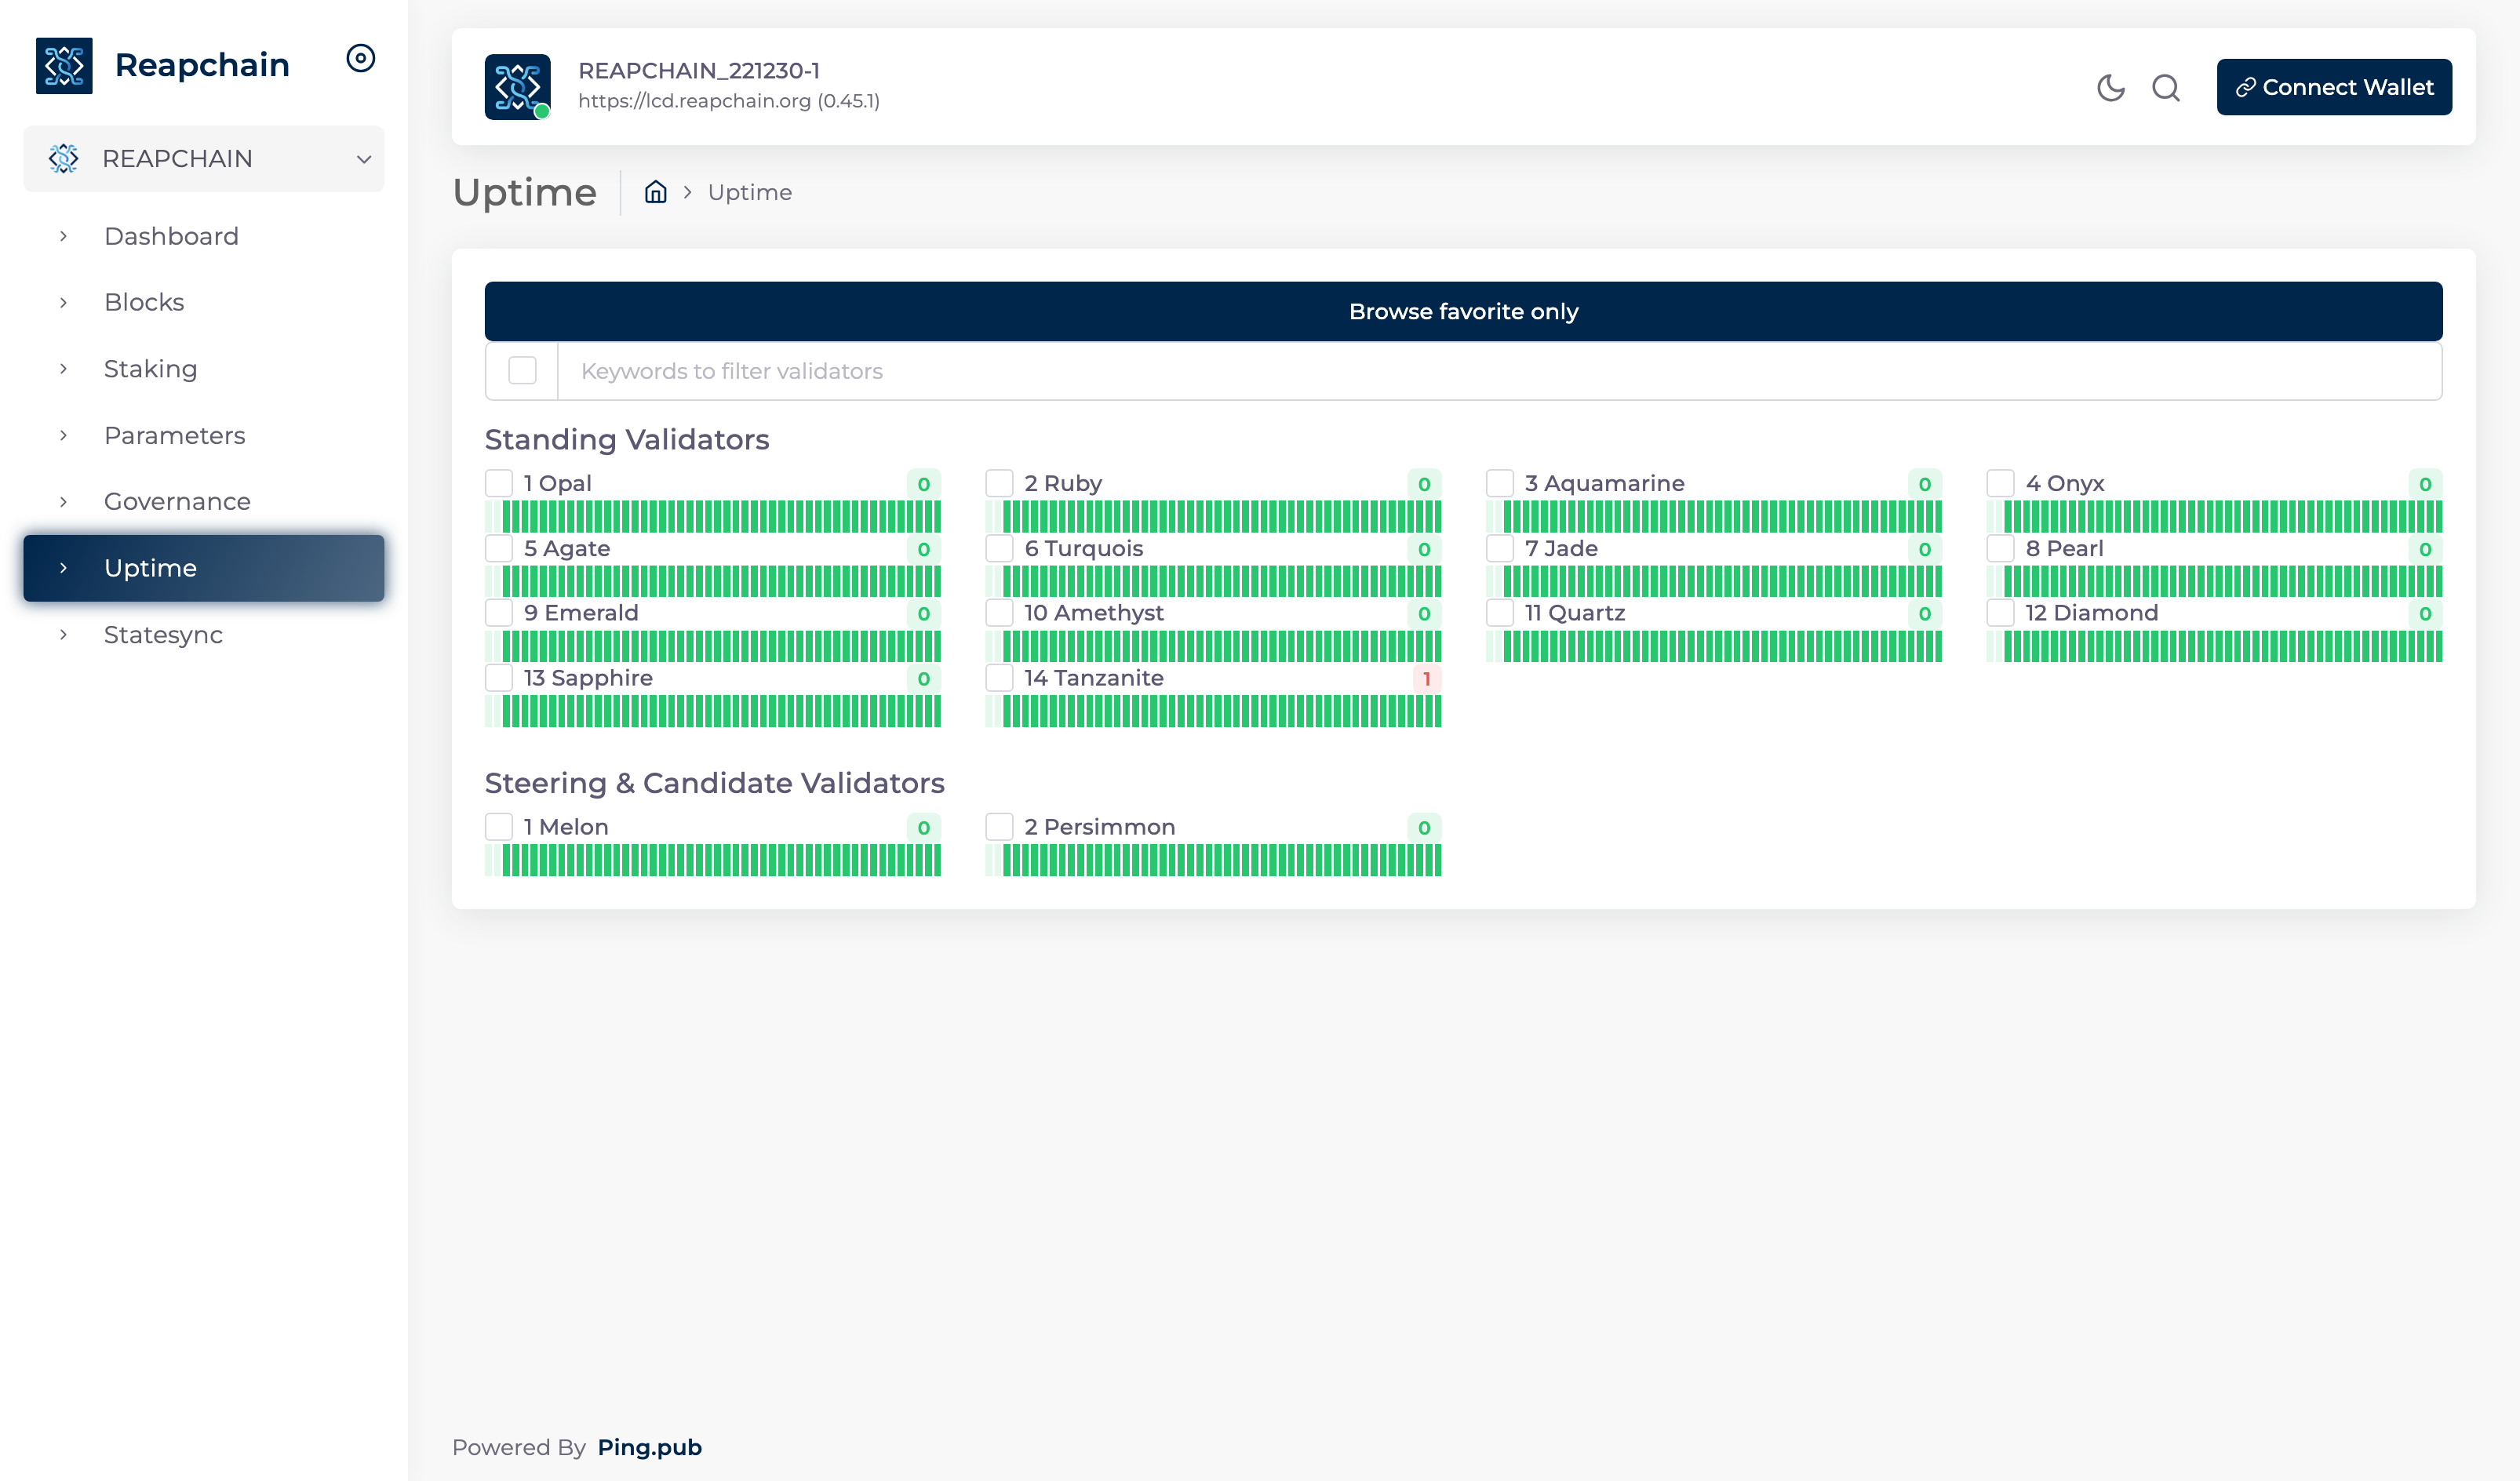 Reapchain
REAPCHAIN
Dashboard
Blocks
Staking
Parameters
Governance
Uptime
Statesync
REAPCHAIN_221230-1
https://lcd.reapchain.org (0.45.1)
Connect Wallet
Uptime
Uptime
Browse favorite only
Keywords to filter validators
Standing Validators
1 Opal 0
2 Ruby 0
3 Aquamarine 0
4 Onyx 0
5 Agate 0
6 Turquois 0
7 Jade 0
8 Pearl 0
9 Emerald 0
10 Amethyst 0
11 Quartz 0
12 Diamond 0
13 Sapphire 0
14 Tanzanite 1
Steering & Candidate Validators
1 Melon 0
2 Persimmon 0
Powered By Ping.pub